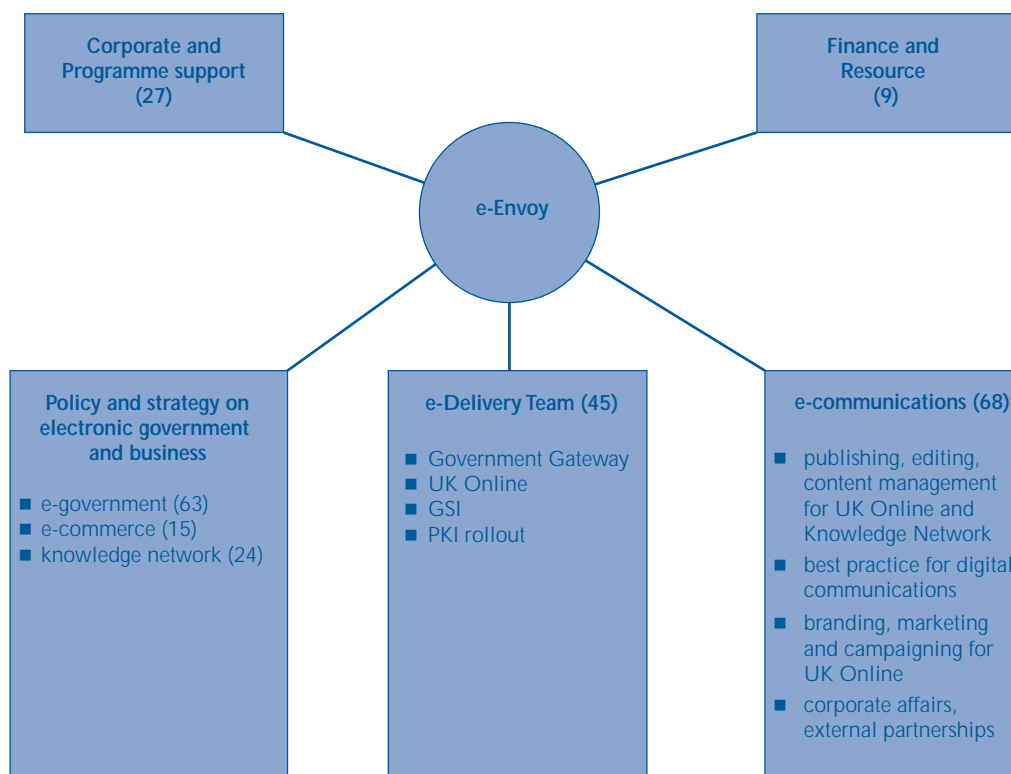 Corporate and
Programme support
(27)
Finance and
Resource
(9)
e-Envoy
Policy and strategy on
electronic government
and business
■ e-government (63)
■ e-commerce (15)
■ knowledge network (24)
e-Delivery Team (45)
■ Government Gateway
■ UK Online
■ GSI
■ PKI rollout
e-communications (68)
■ publishing, editing,
content management
for UK Online and
Knowledge Network
■ best practice for digital
communications
■ branding, marketing
and campaigning for
UK Online
■ corporate affairs,
external partnerships